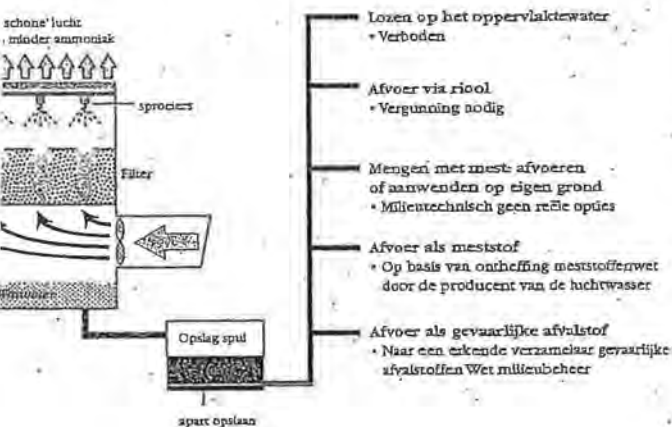 schone' lucht
minder ammoniak
sproeiers
Filter
Opslag spui
apart opslaan
Lozen op het oppervlaktewater
• Verboden
Afvoer via riool
• Vergunning nodig
Mengen met mest: afvoeren
of aanwenden op eigen grond
• Milieutechnisch geen reële opties
Afvoer als meststof
• Op basis van ontheffing meststoffenwet
door de producent van de luchtwasser
Afvoer als gevaarlijke afvalstof
• Naar een erkende verzamelaar gevaarlijke
afvalstoffen Wet milieubeheer